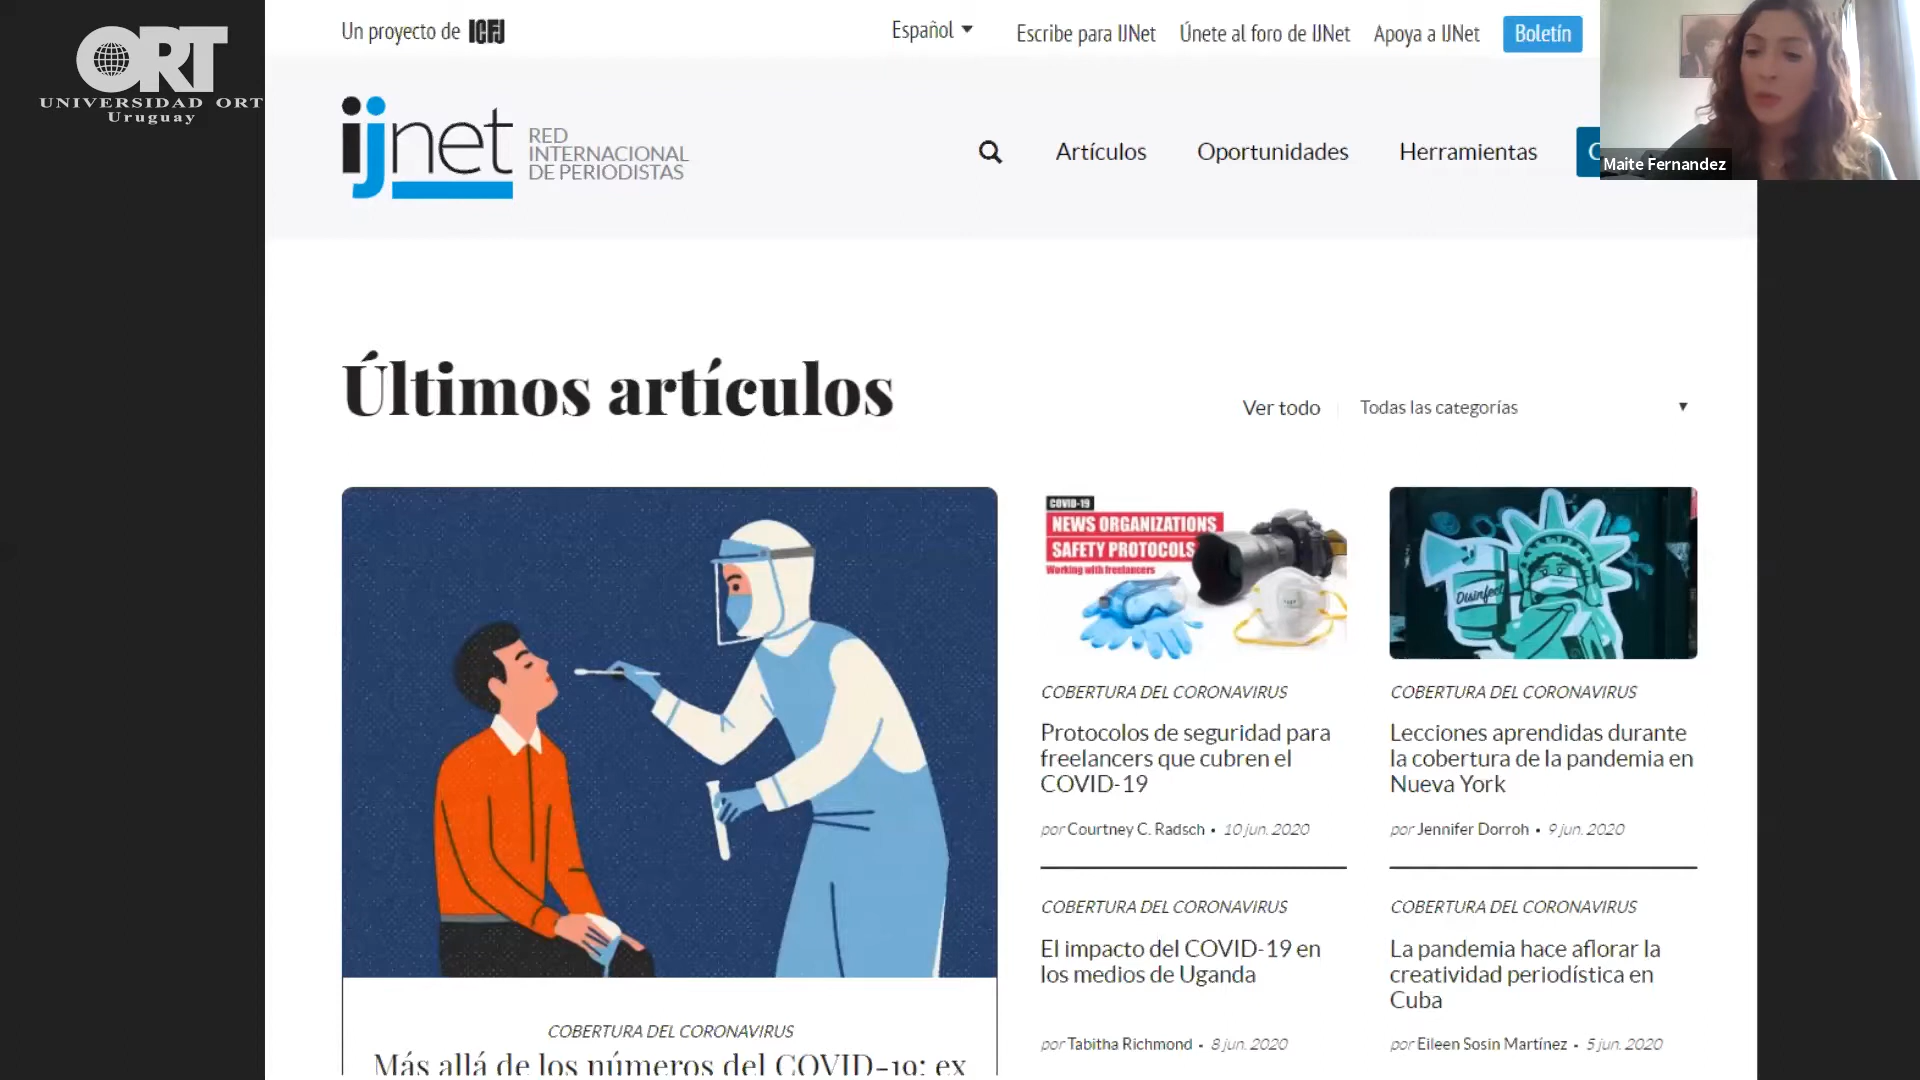 ORT
UNIVERSIDAD ORT
Uruguay
Un proyecto de ICFJ
Español
Escribe para IJNet
Únete al foro de IJNet
Apoya a IJNet
Boletín
ijnet
RED
INTERNACIONAL
DE PERIODISTAS
Artículos
Oportunidades
Herramientas
Maite Fernandez
Últimos artículos
Ver todo
Todas las categorías
COVID-19
NEWS ORGANIZATIONS
SAFETY PROTOCOLS
Working with freelancers
Disinfect
COBERTURA DEL CORONAVIRUS
Protocolos de seguridad para
freelancers que cubren el
COVID-19
por Courtney C. Radsch • 10 jun. 2020
COBERTURA DEL CORONAVIRUS
Lecciones aprendidas durante
la cobertura de la pandemia en
Nueva York
por Jennifer Dorroh • 9 jun. 2020
COBERTURA DEL CORONAVIRUS
El impacto del COVID-19 en
los medios de Uganda
por Tabitha Richmond • 8 jun. 2020
COBERTURA DEL CORONAVIRUS
La pandemia hace aflorar la
creatividad periodística en
Cuba
por Eileen Sosin Martínez • 5 jun. 2020
COBERTURA DEL CORONAVIRUS
Más allá de los números del COVID-19: ex